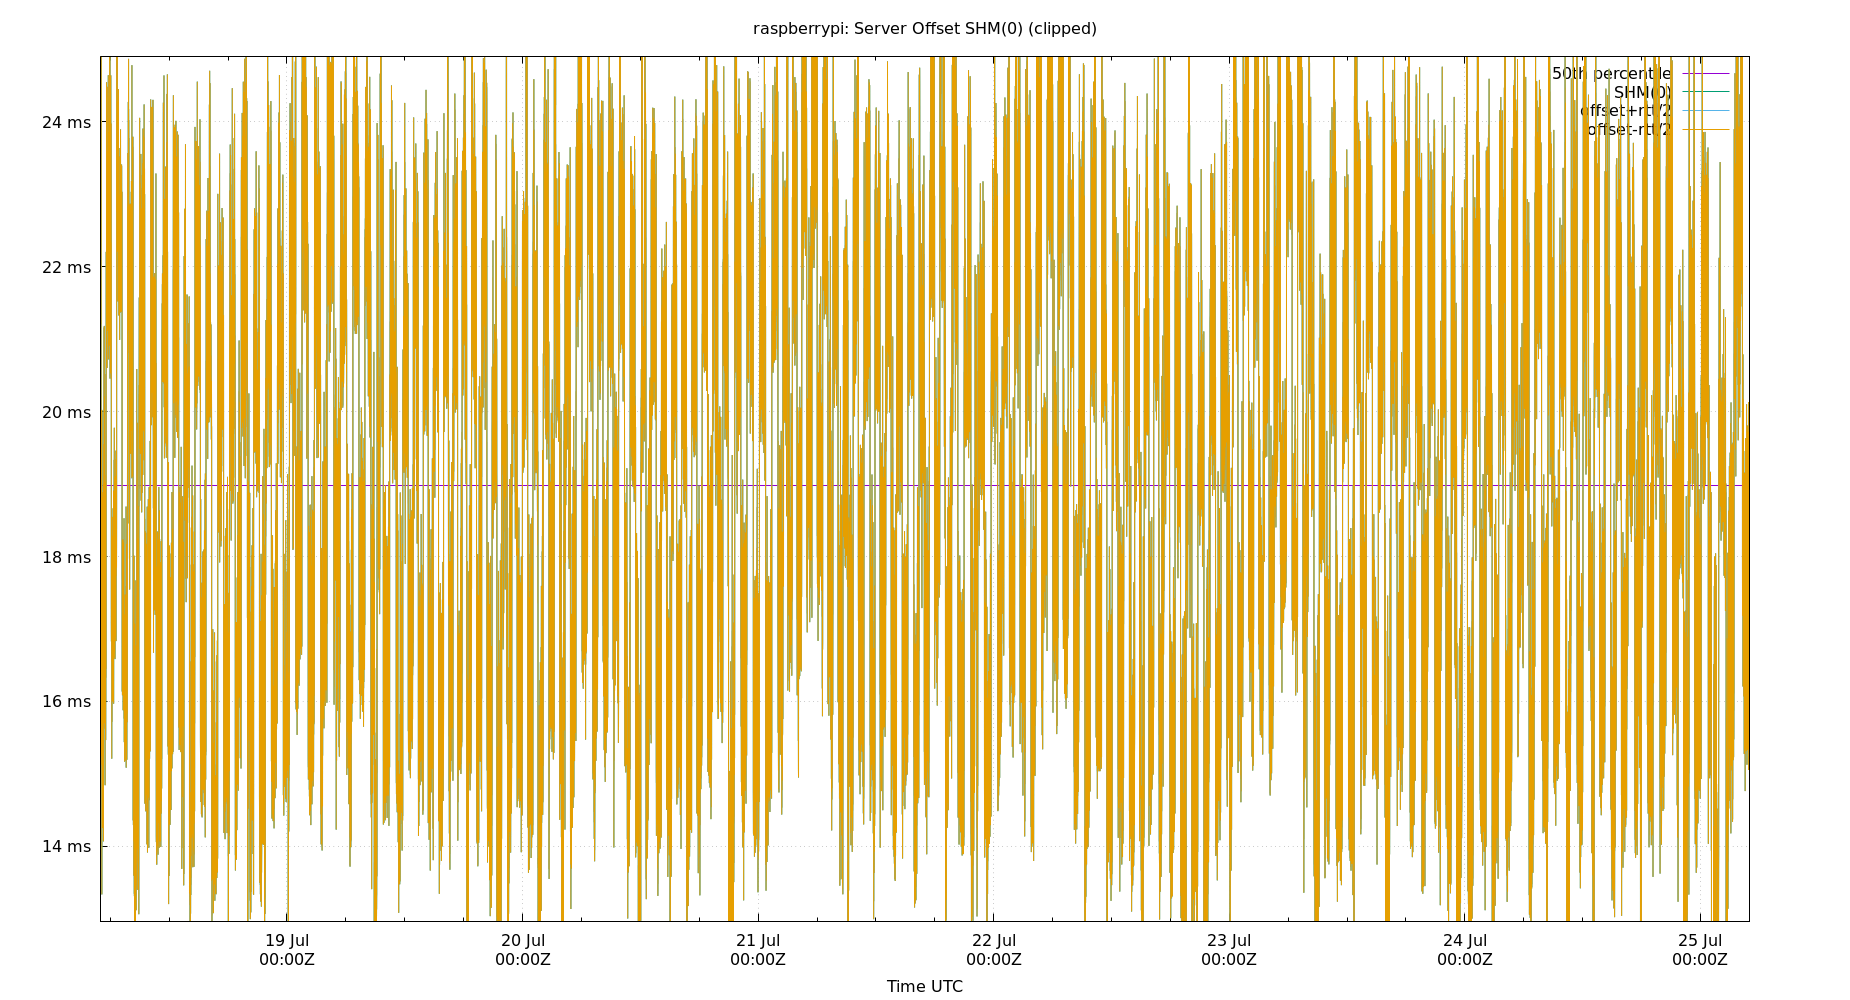 raspberrypi: Server Offset SHM(0) (clipped)
50th percentile
SHM(0)
offset+rtt/2
offset-rtt/2
24 ms
22 ms
20 ms
18 ms
16 ms
14 ms
19 Jul 20 Jul 21 Jul 22 Jul 23 Jul 24 Jul 25 Jul
00:00Z 00:00Z 00:00Z 00:00Z 00:00Z 00:00Z 00:00Z
Time UTC